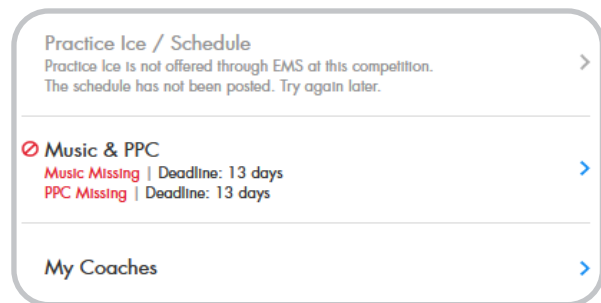 Practice Ice / Schedule
Practice Ice is not offered through EMS at this competition.
The schedule has not been posted. Try again later.
Music & PPC
Music Missing | Deadline: 13 days
PPC Missing | Deadline: 13 days
My Coaches